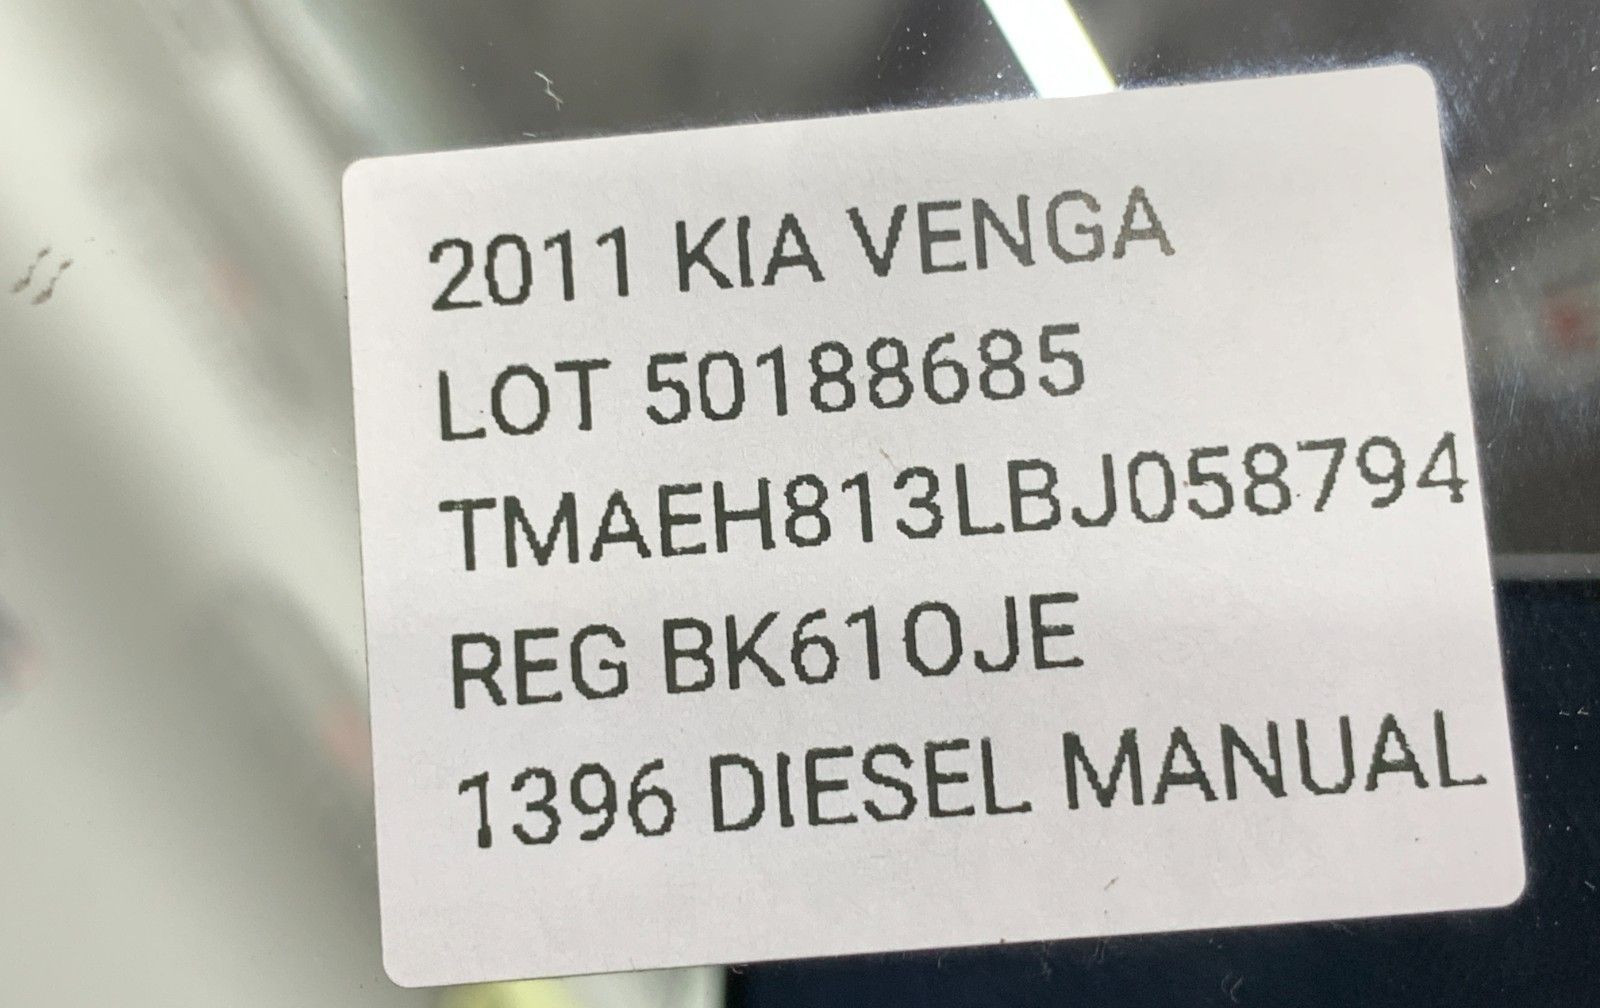 2011 KIA VENGA
LOT 50188685
TMAEH813LBJ058794
REG BK61OJE
1396 DIESEL MANUAL